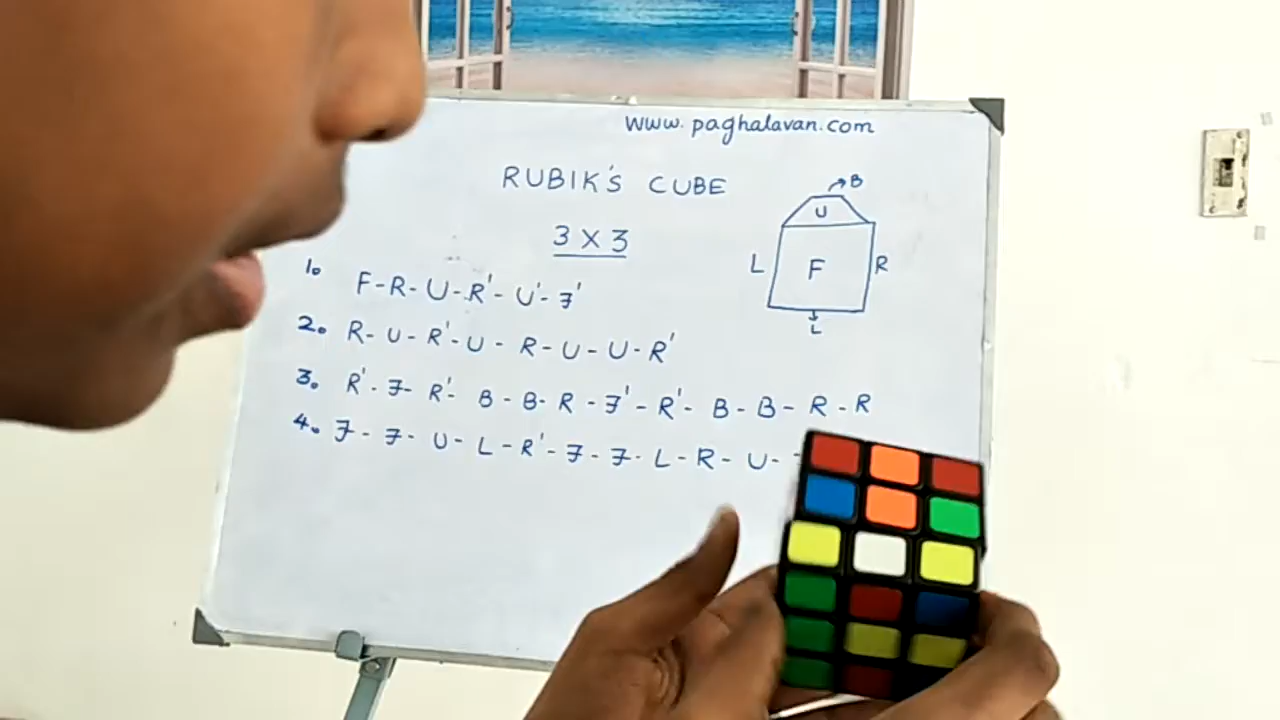 www.paghalavan.com
RUBIK'S CUBE
3 X 3
B
U
L F R
L
1. F-R-U-R'-U'-F'
2. R-U-R'-U-R-U-U-R'
3. R'-F-R'-B-B-R-F'-R'-B-B-R-R
4. F-F-U-L-R'-F-F-L-R-U-